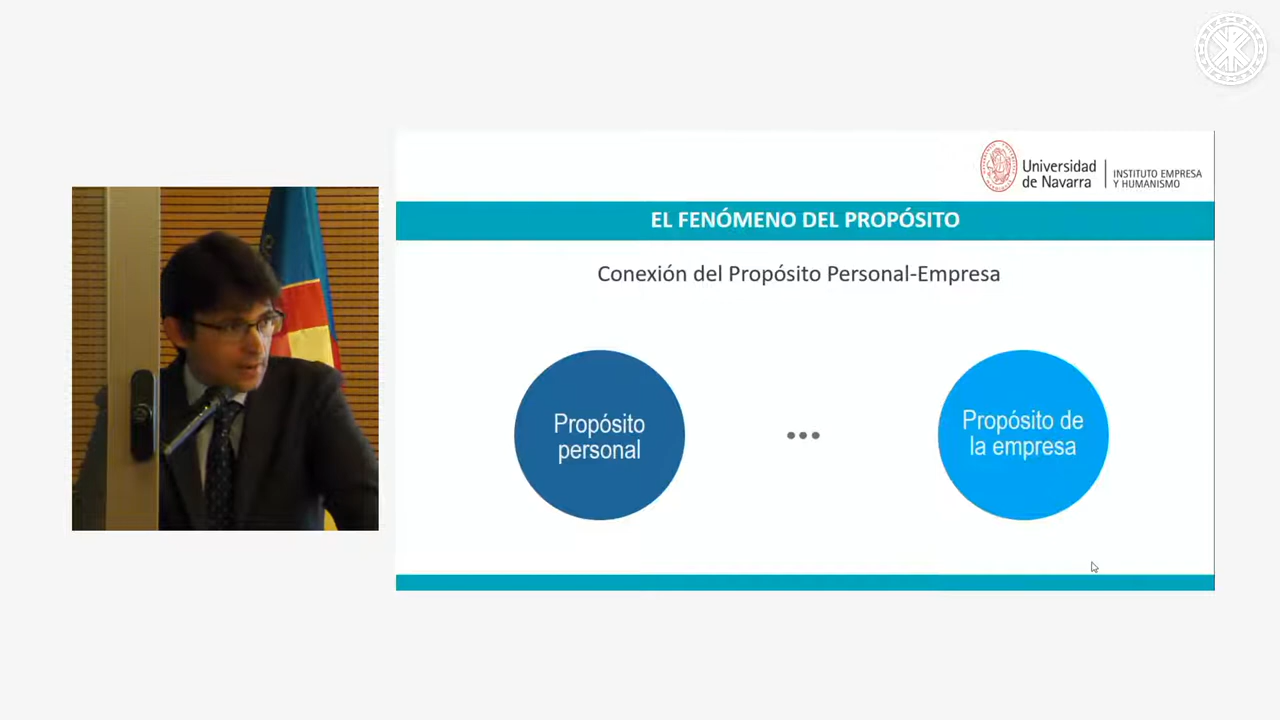 Universidad
de Navarra
INSTITUTO EMPRESA
Y HUMANISMO
EL FENÓMENO DEL PROPÓSITO
Conexión del Propósito Personal-Empresa
Propósito
personal
...
Propósito de
la empresa